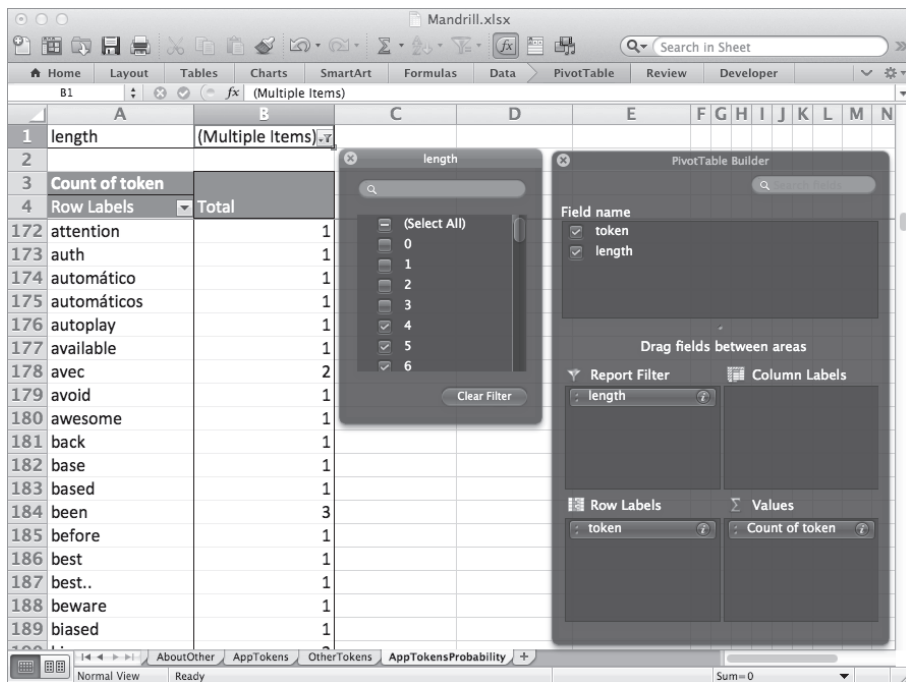 Mandrill.xlsx
Search in Sheet
Home Layout Tables Charts SmartArt Formulas Data PivotTable Review Developer
B1 fx (Multiple Items)
A B C D E F G H I J K L M N
1 length (Multiple Items)
2
3 Count of token
4 Row Labels Total
172 attention 1
173 auth 1
174 automático 1
175 automáticos 1
176 autoplay 1
177 available 1
178 avec 2
179 avoid 1
180 awesome 1
181 back 1
182 base 1
183 based 1
184 been 3
185 before 1
186 best 1
187 best.. 1
188 beware 1
189 biased 1
length
(Select All)
0
1
2
3
4
5
6
Clear Filter
PivotTable Builder
Search fields
Field name
token
length
Drag fields between areas
Report Filter Column Labels
length
Row Labels Σ Values
token Count of token
AboutOther AppTokens OtherTokens AppTokensProbability +
Normal View Ready Sum=0